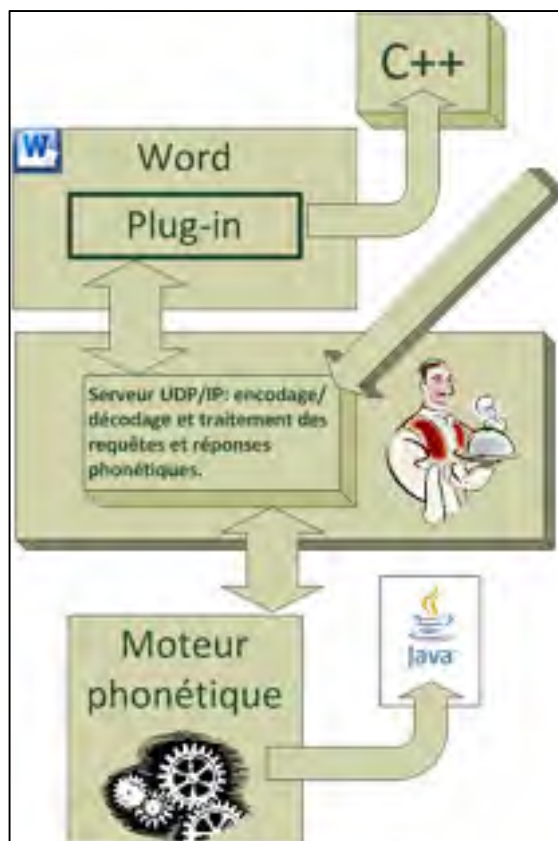 C++
W
Word
Plug-in
Serveur UDP/IP: encodage/
décodage et traitement des
requêtes et réponses
phonétiques.
Moteur
phonétique
Java